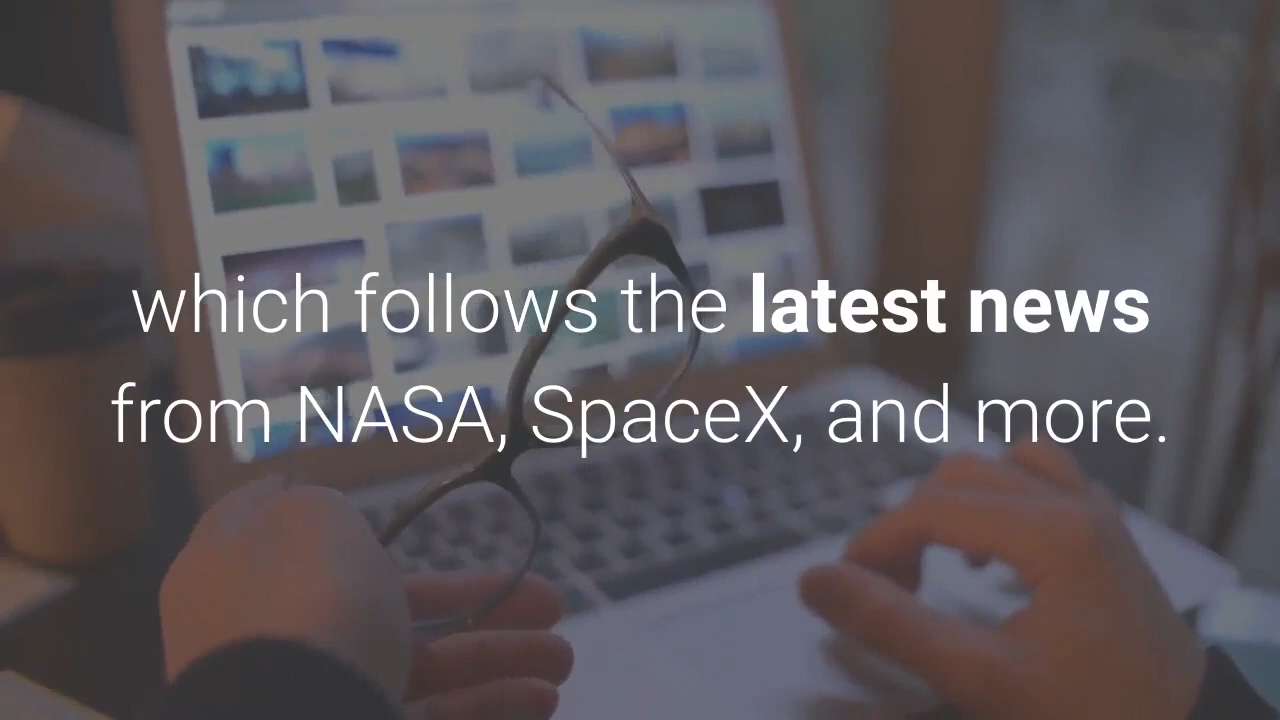 which follows the latest news
from NASA, SpaceX, and more.